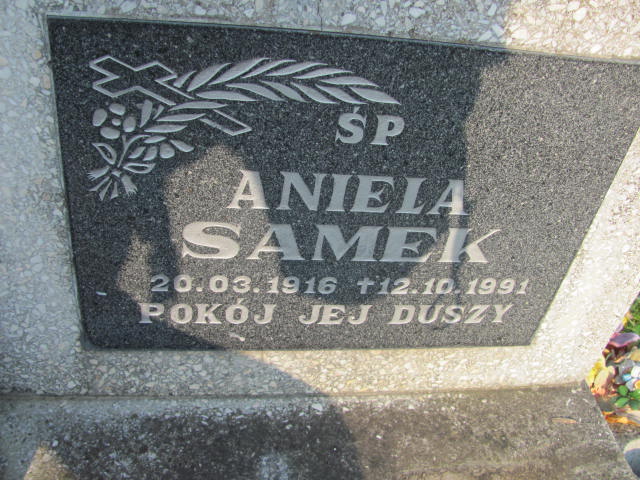 ŚP
ANIELA
SAMEK
20.03.1916 ✝12.10.1991
POKÓJ JEJ DUSZY